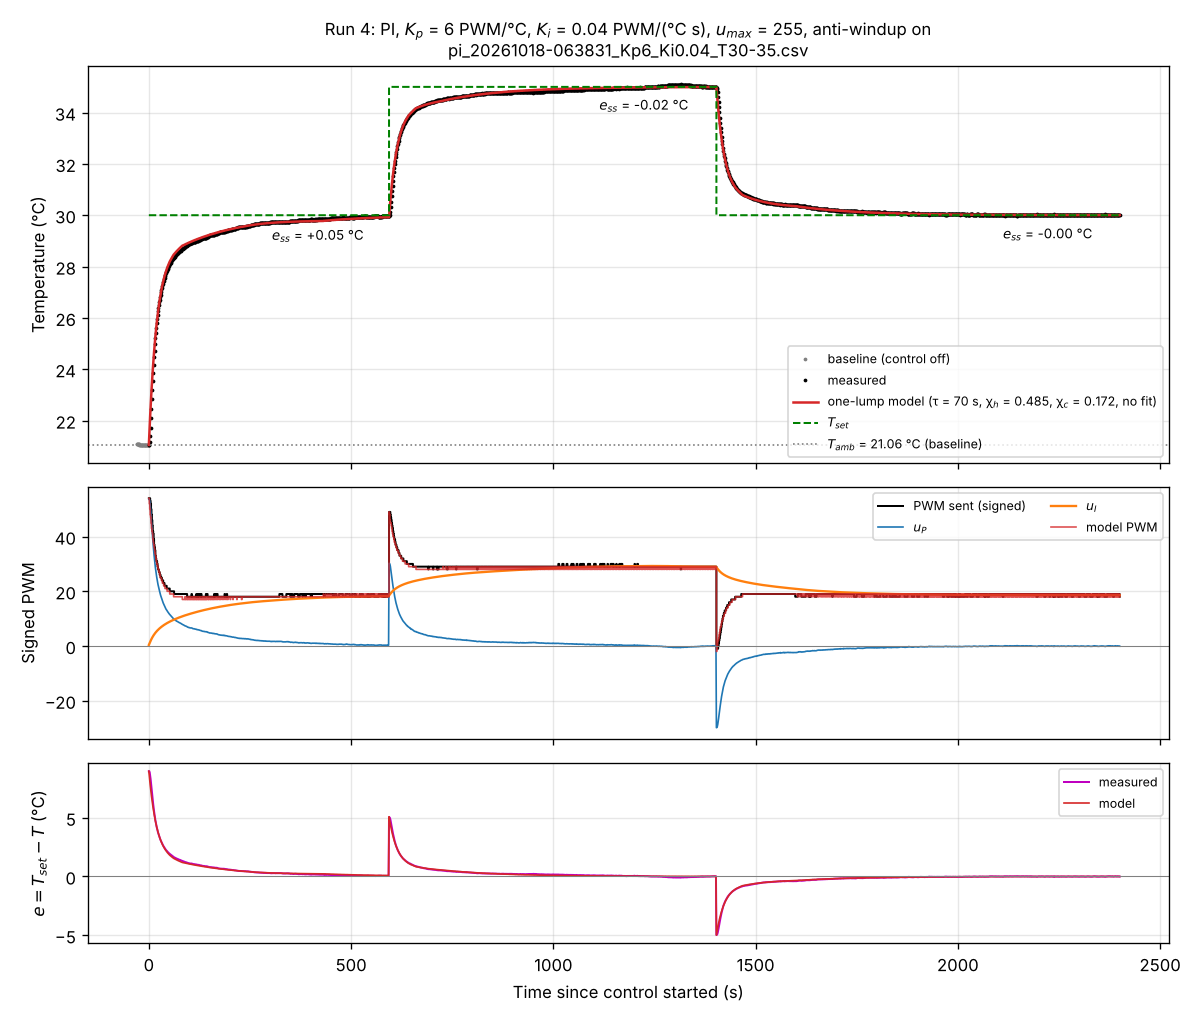 Run 4: PI, Kp = 6 PWM/°C, Ki = 0.04 PWM/(°C s), umax = 255, anti-windup on
pi_20261018-063831_Kp6_Ki0.04_T30-35.csv
Temperature (°C)
34
32
30
28
26
24
22
ess = +0.05 °C
ess = -0.02 °C
ess = -0.00 °C
baseline (control off)
measured
one-lump model (τ = 70 s, χh = 0.485, χc = 0.172, no fit)
Tset
Tamb = 21.06 °C (baseline)
Signed PWM
40
20
0
−20
PWM sent (signed)
uP
uI
model PWM
e = Tset − T (°C)
5
0
−5
measured
model
0
500
1000
1500
2000
2500
Time since control started (s)